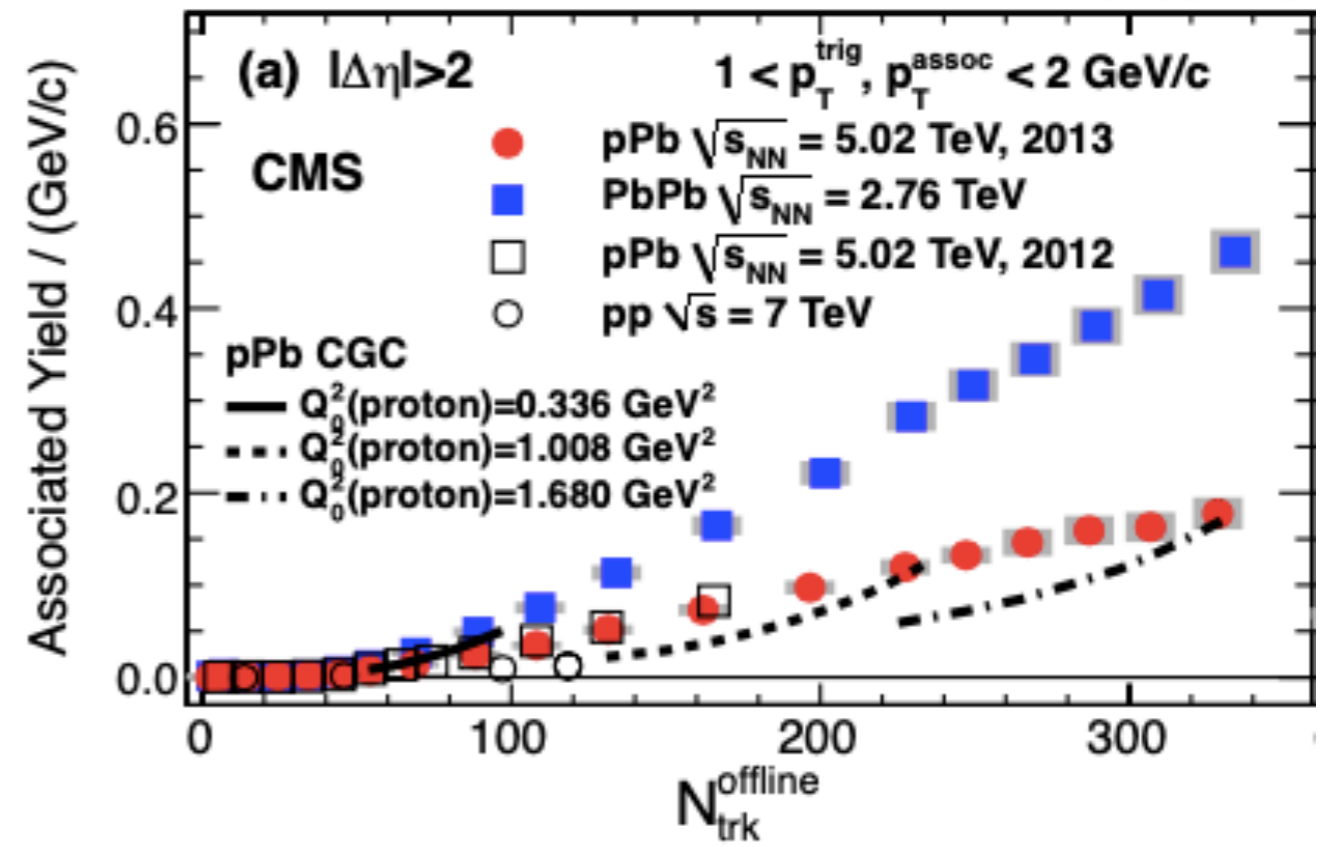 (a) |Δη|>2
1 < p_T^trig, p_T^assoc < 2 GeV/c
CMS
pPb √s_NN = 5.02 TeV, 2013
PbPb √s_NN = 2.76 TeV
pPb √s_NN = 5.02 TeV, 2012
pp √s = 7 TeV
pPb CGC
Q_0^2(proton)=0.336 GeV^2
Q_0^2(proton)=1.008 GeV^2
Q_0^2(proton)=1.680 GeV^2
Associated Yield / (GeV/c)
0.6
0.4
0.2
0.0
0 100 200 300
N_trk^offline